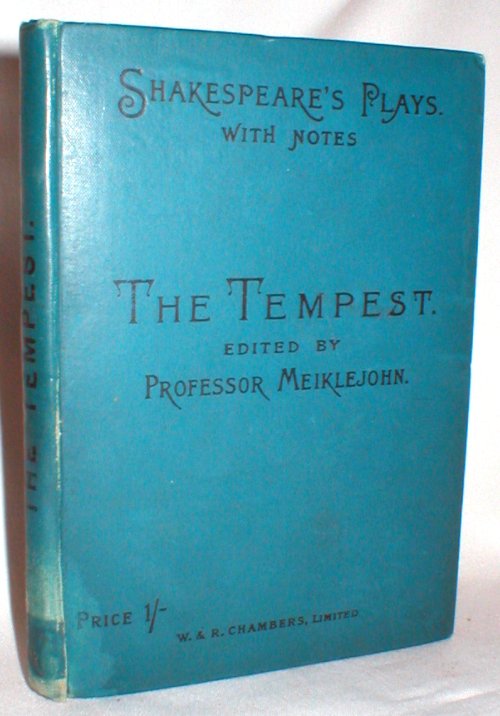 SHAKESPEARE'S PLAYS.
WITH NOTES
THE TEMPEST.
EDITED BY
PROFESSOR MEIKLEJOHN.
PRICE 1/-
W. & R. CHAMBERS, LIMITED
THE TEMPEST.